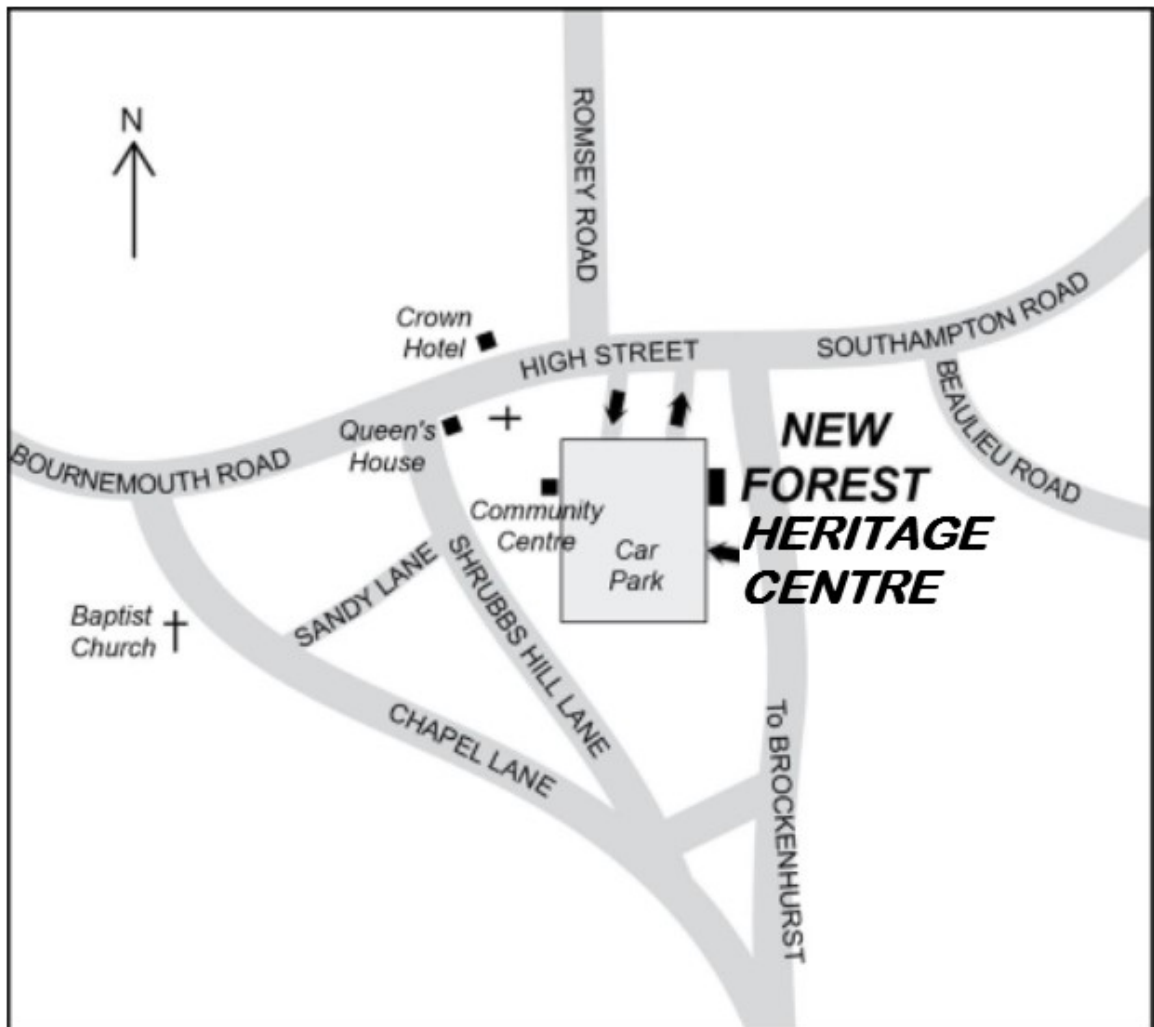 N
ROMSEY ROAD
Crown
Hotel
HIGH STREET
SOUTHAMPTON ROAD
BEAULIEU ROAD
Queen's
House
BOURNEMOUTH ROAD
NEW
FOREST
HERITAGE
CENTRE
Community
Centre
Car
Park
SANDY LANE
SHRUBBS HILL LANE
Baptist
Church
CHAPEL LANE
To BROCKENHURST